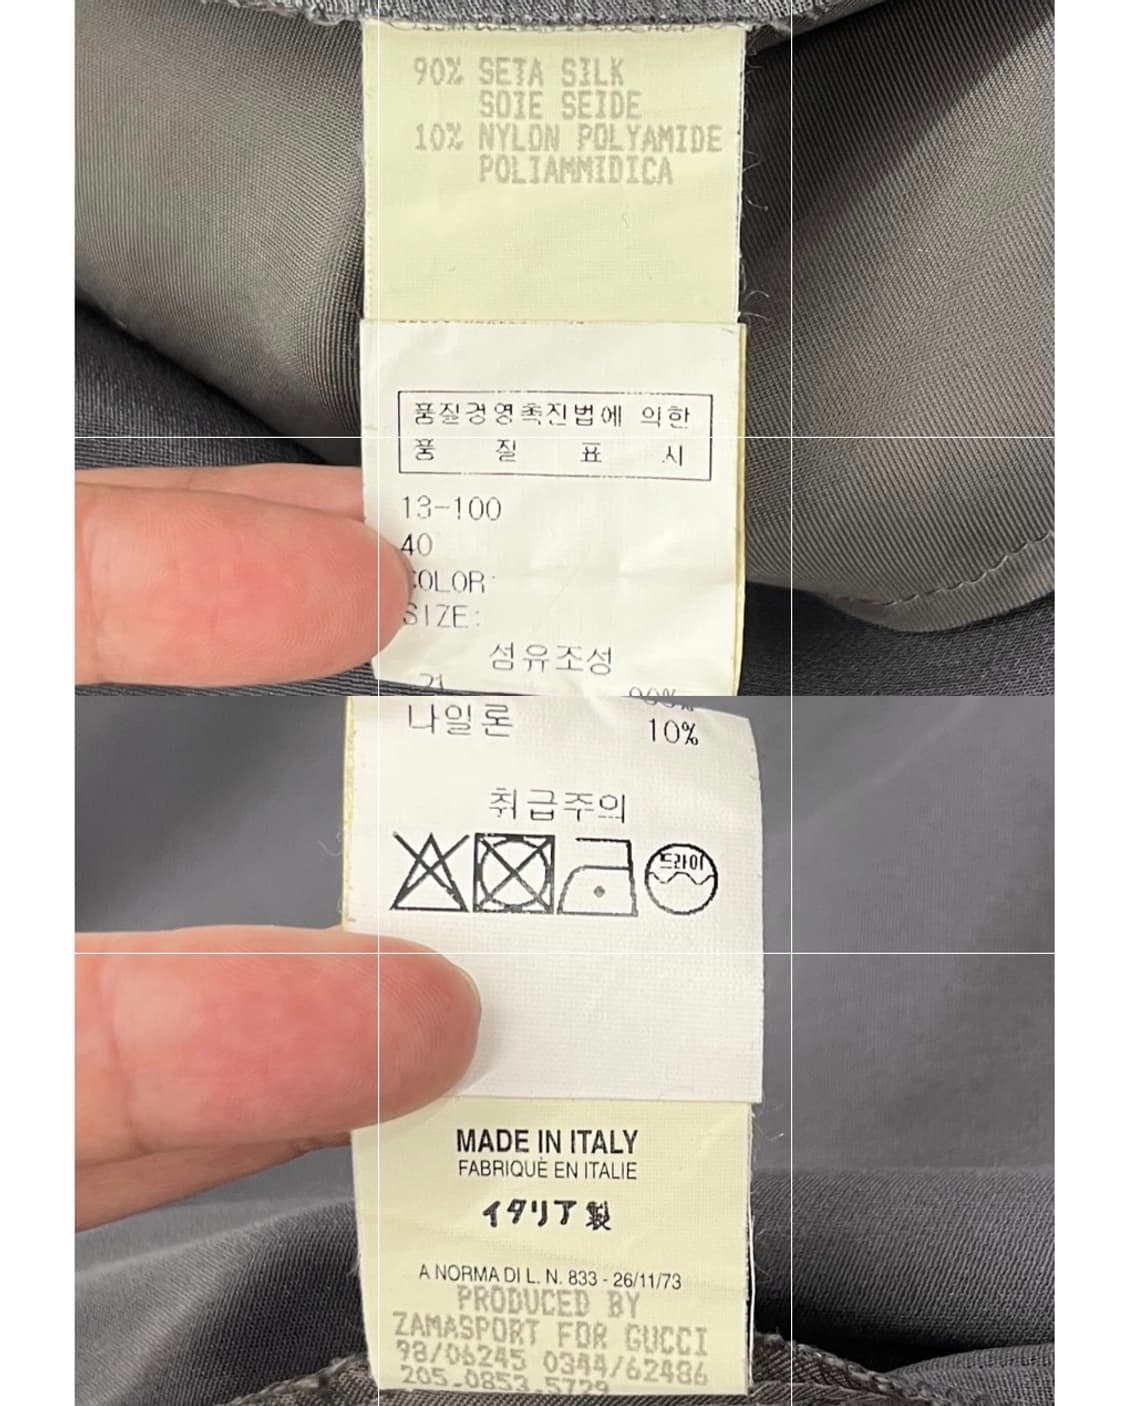 90% SETA SILK
SOIE SEIDE
10% NYLON POLYAMIDE
POLIAMMIDICA
품질경영촉진법에 의한
품 질 표 시
13-100
40
COLOR:
SIZE:
섬유조성
90%
나일론 10%
취급주의
드라이
MADE IN ITALY
FABRIQUÈ EN ITALIE
イタリア製
A NORMA DI L. N. 833 - 26/11/73
PRODUCED BY
ZAMASPORT FOR GUCCI
98/06245 0344/62486
205.0853.5729